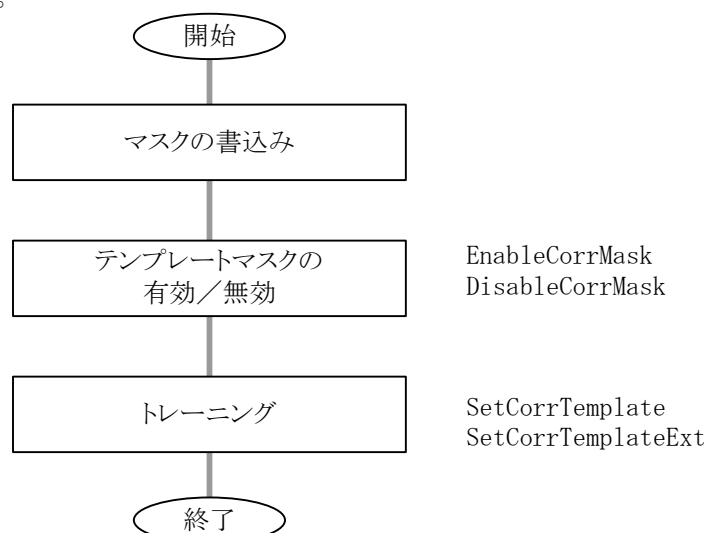 。
開始
マスクの書込み
テンプレートマスクの
有効／無効
EnableCorrMask
DisableCorrMask
トレーニング
SetCorrTemplate
SetCorrTemplateExt
終了